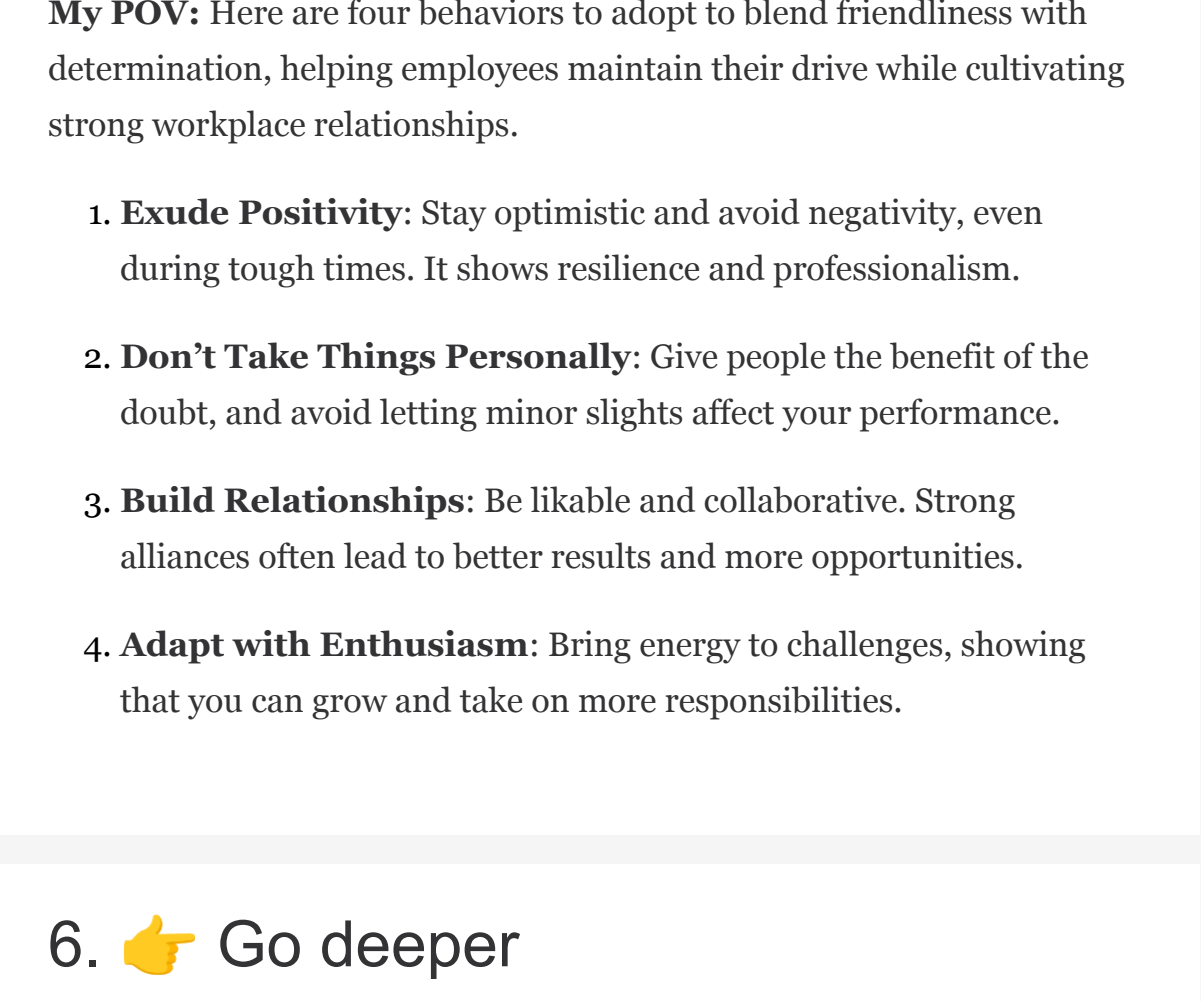 My POV: Here are four behaviors to adopt to blend friendliness with
determination, helping employees maintain their drive while cultivating
strong workplace relationships.
1. Exude Positivity: Stay optimistic and avoid negativity, even
during tough times. It shows resilience and professionalism.
2. Don’t Take Things Personally: Give people the benefit of the
doubt, and avoid letting minor slights affect your performance.
3. Build Relationships: Be likable and collaborative. Strong
alliances often lead to better results and more opportunities.
4. Adapt with Enthusiasm: Bring energy to challenges, showing
that you can grow and take on more responsibilities.
6. 👉 Go deeper